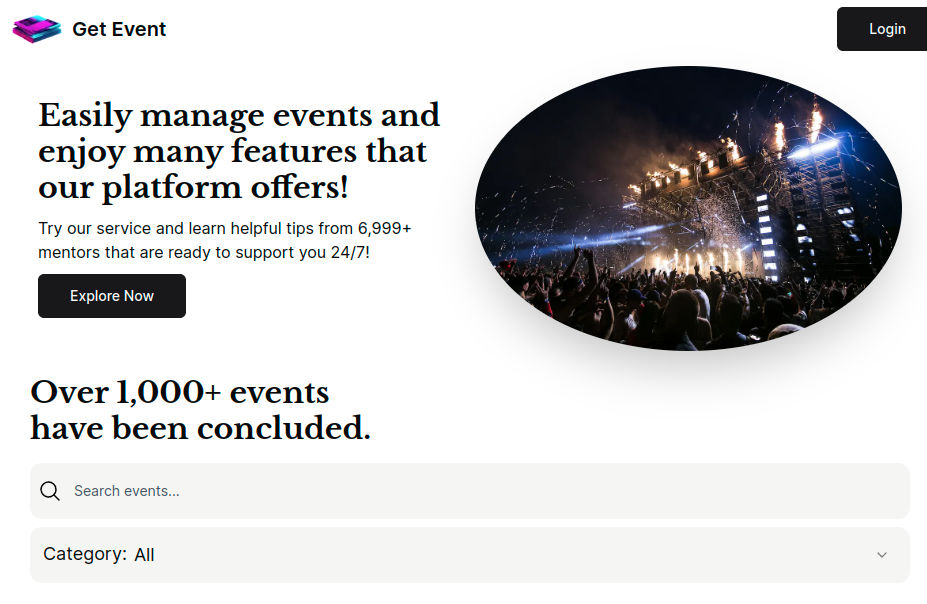 Get Event
Login
Easily manage events and
enjoy many features that
our platform offers!
Try our service and learn helpful tips from 6,999+
mentors that are ready to support you 24/7!
Explore Now
Over 1,000+ events
have been concluded.
Search events...
Category: All